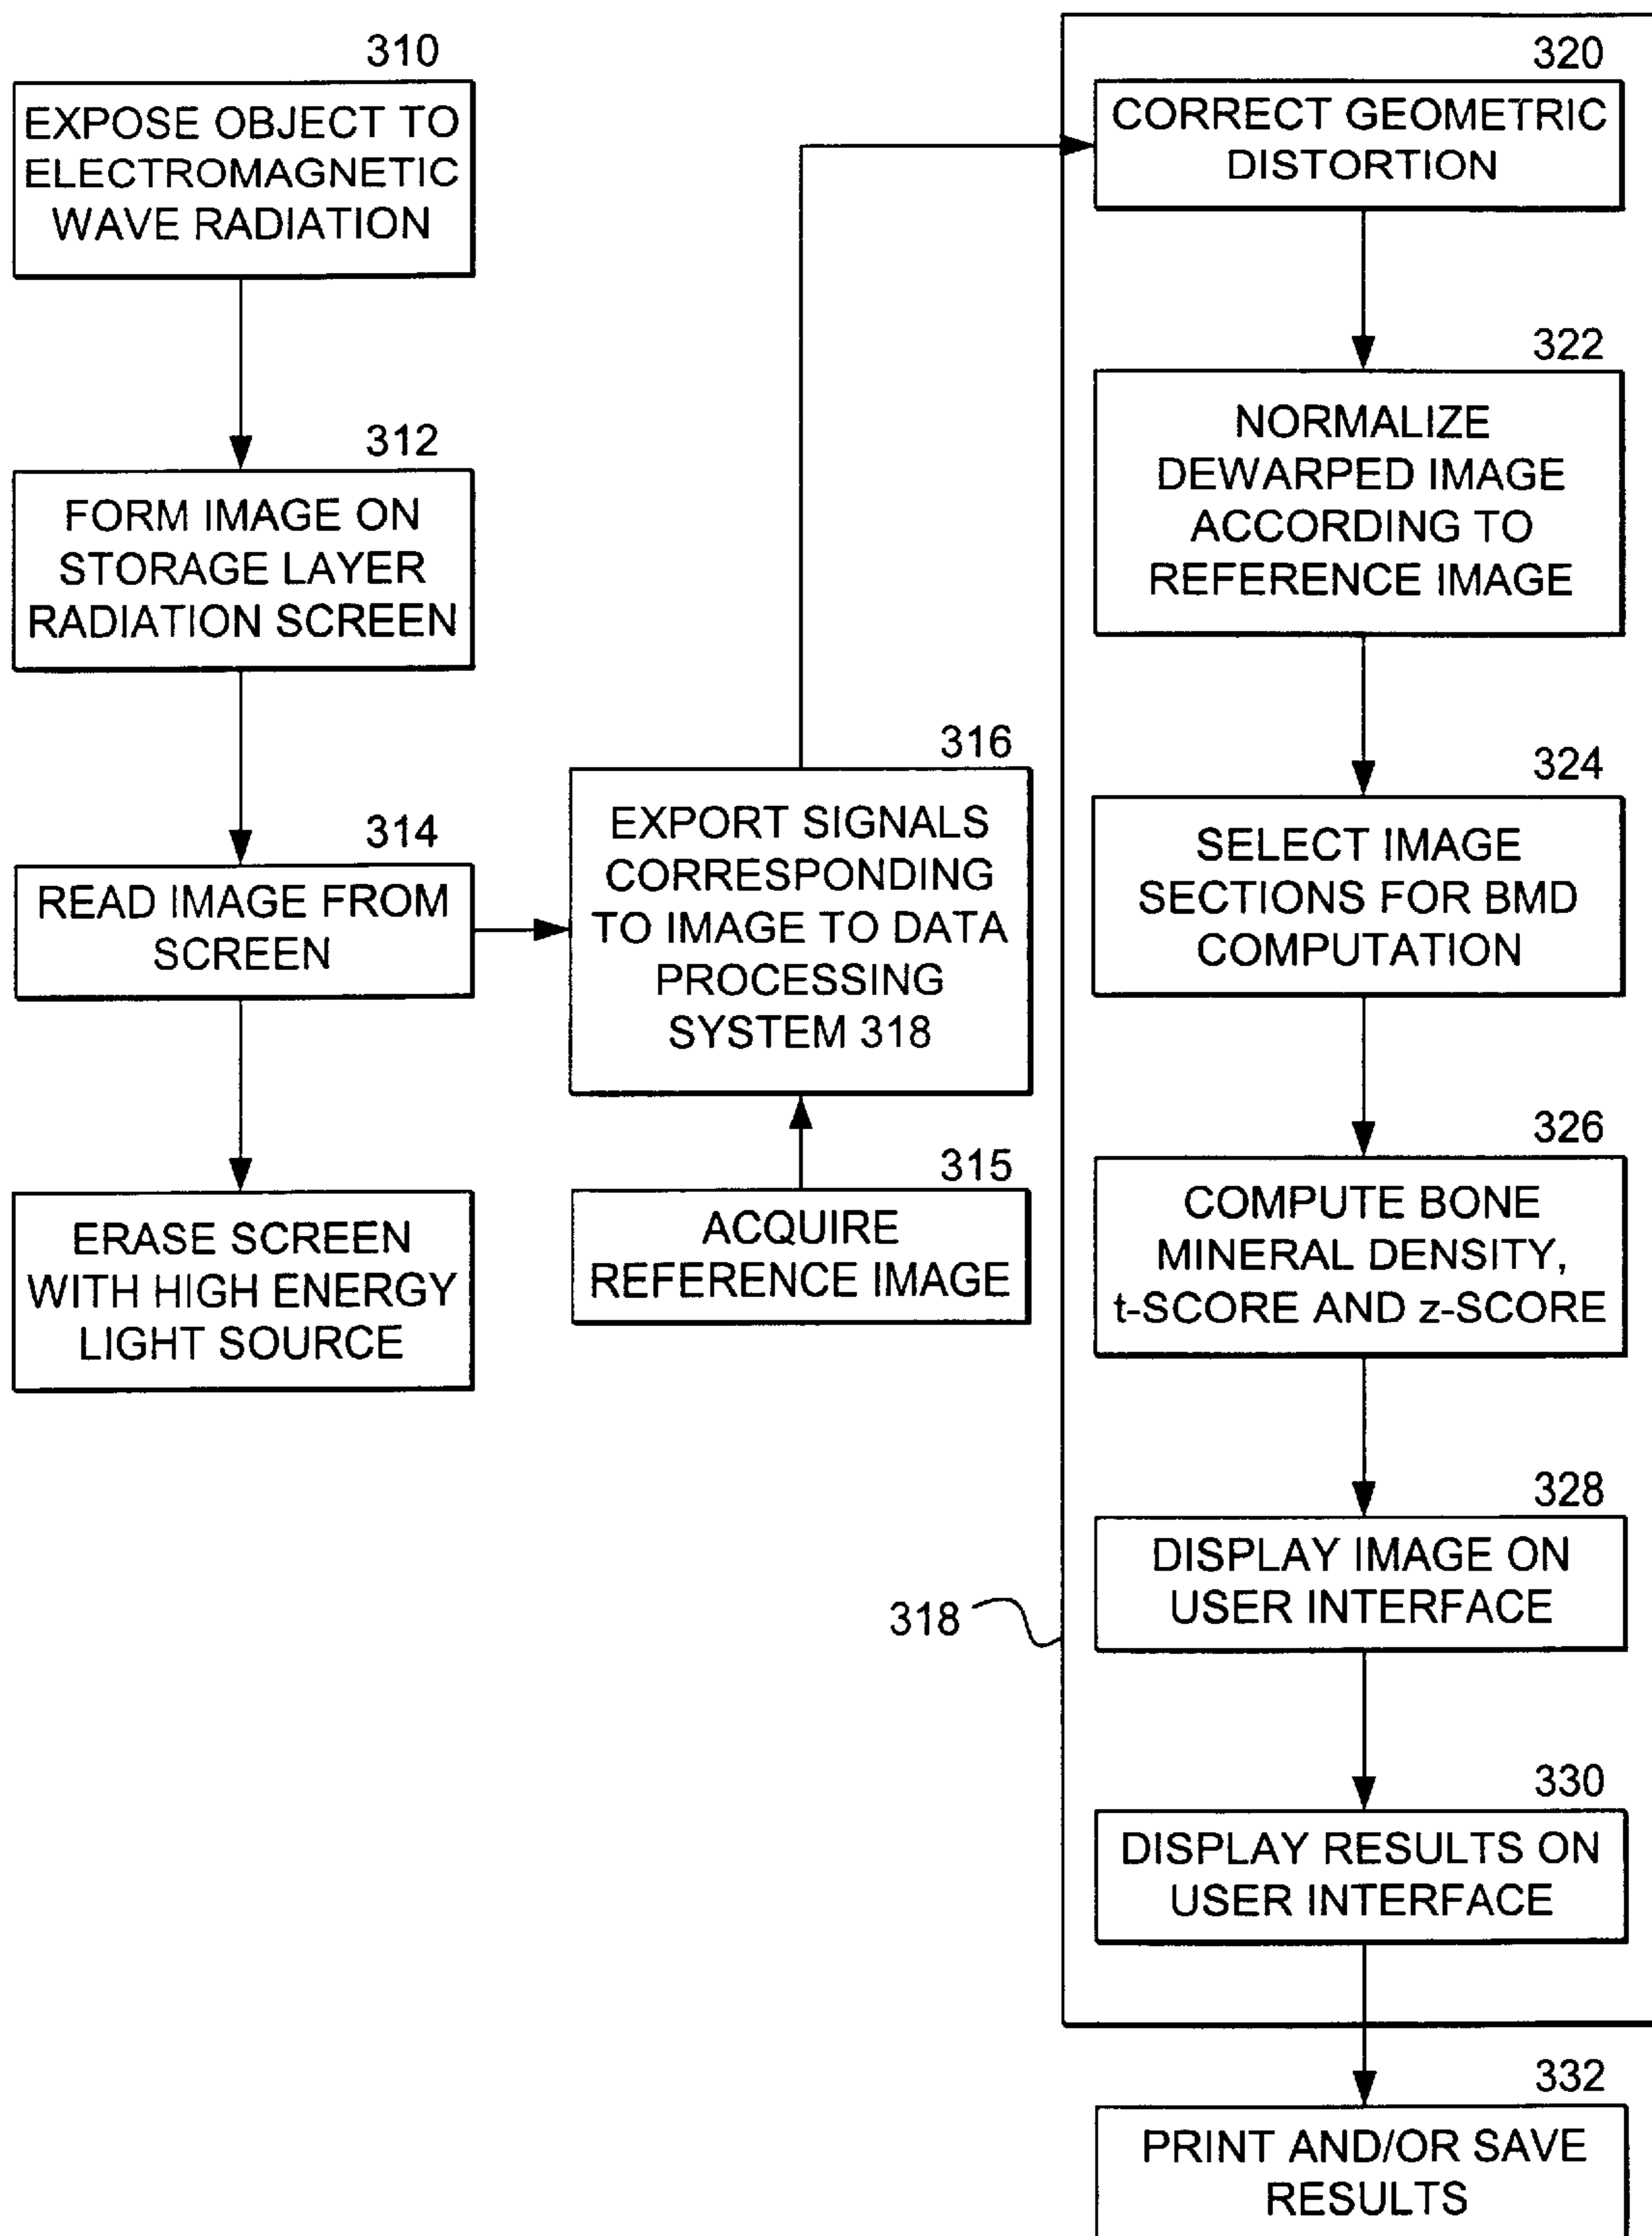 310
EXPOSE OBJECT TO
ELECTROMAGNETIC
WAVE RADIATION
312
FORM IMAGE ON
STORAGE LAYER
RADIATION SCREEN
314
READ IMAGE FROM
SCREEN
ERASE SCREEN
WITH HIGH ENERGY
LIGHT SOURCE
316
EXPORT SIGNALS
CORRESPONDING
TO IMAGE TO DATA
PROCESSING
SYSTEM 318
315
ACQUIRE
REFERENCE IMAGE
318
320
CORRECT GEOMETRIC
DISTORTION
322
NORMALIZE
DEWARPED IMAGE
ACCORDING TO
REFERENCE IMAGE
324
SELECT IMAGE
SECTIONS FOR BMD
COMPUTATION
326
COMPUTE BONE
MINERAL DENSITY,
t-SCORE AND z-SCORE
328
DISPLAY IMAGE ON
USER INTERFACE
330
DISPLAY RESULTS ON
USER INTERFACE
332
PRINT AND/OR SAVE
RESULTS